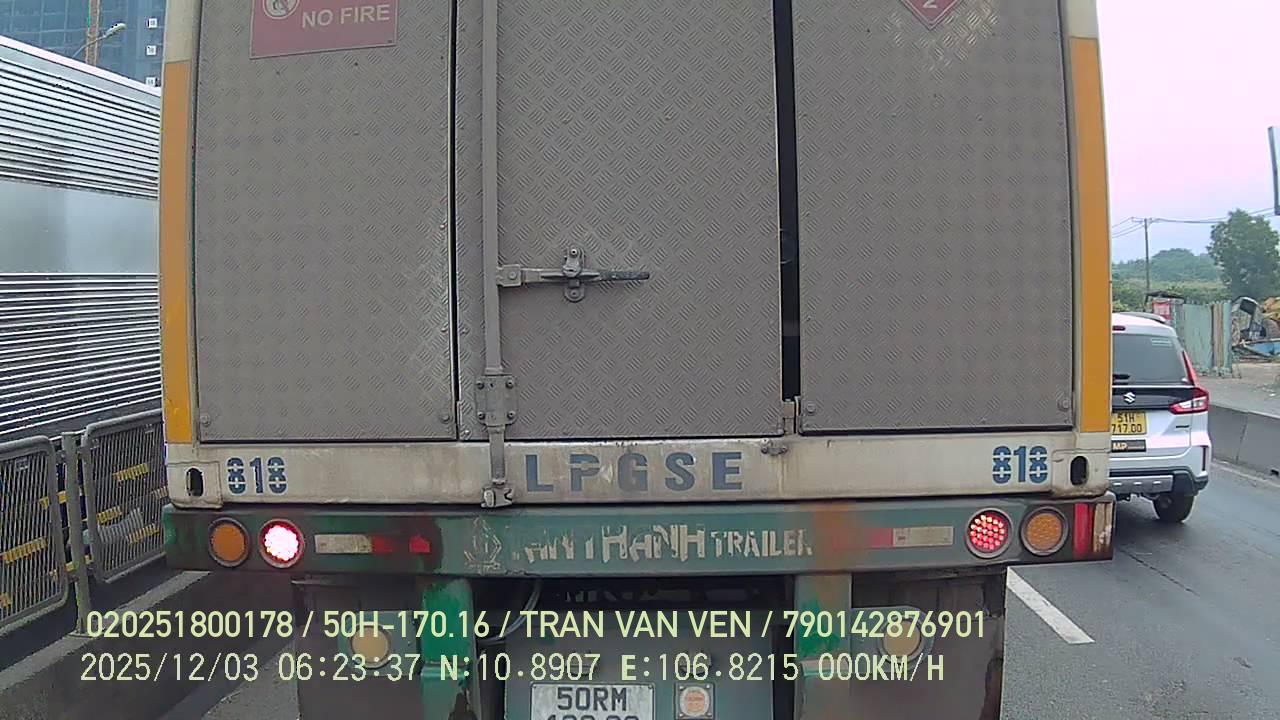 NO FIRE
2
818
LPGSE
818
TRAILER
51H
717.00
020251800178 / 50H-170.16 / TRAN VAN VEN / 790142876901
2025/12/03 06:23:37 N:10.8907 E:106.8215 000KM/H
50RM